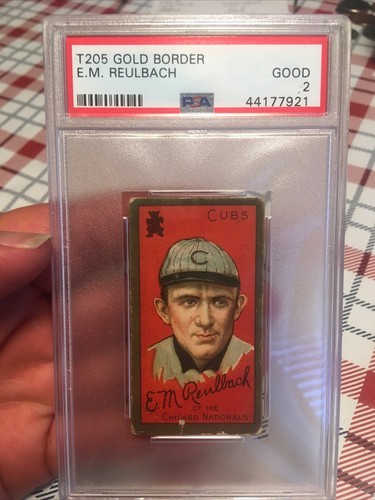 T205 GOLD BORDER
E.M. REULBACH GOOD
2
PSA 44177921
CUBS
C
E.M Reulbach
OF THE
CHICAGO NATIONALS